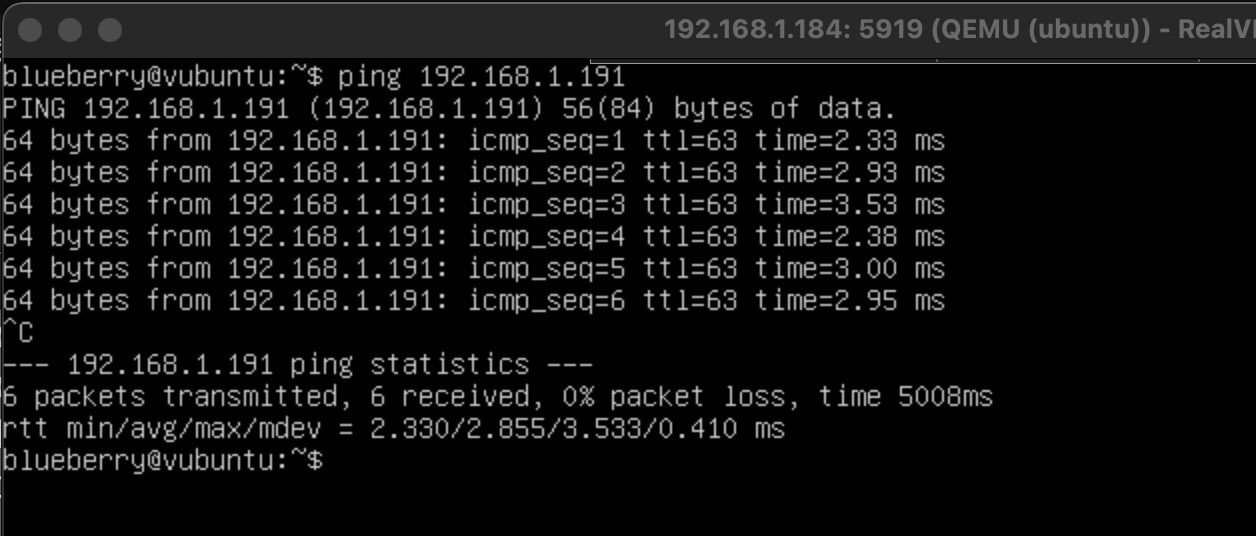 192.168.1.184: 5919 (QEMU (ubuntu)) - RealV
blueberry@vubuntu:~$ ping 192.168.1.191
PING 192.168.1.191 (192.168.1.191) 56(84) bytes of data.
64 bytes from 192.168.1.191: icmp_seq=1 ttl=63 time=2.33 ms
64 bytes from 192.168.1.191: icmp_seq=2 ttl=63 time=2.93 ms
64 bytes from 192.168.1.191: icmp_seq=3 ttl=63 time=3.53 ms
64 bytes from 192.168.1.191: icmp_seq=4 ttl=63 time=2.38 ms
64 bytes from 192.168.1.191: icmp_seq=5 ttl=63 time=3.00 ms
64 bytes from 192.168.1.191: icmp_seq=6 ttl=63 time=2.95 ms
^C
--- 192.168.1.191 ping statistics ---
6 packets transmitted, 6 received, 0% packet loss, time 5008ms
rtt min/avg/max/mdev = 2.330/2.855/3.533/0.410 ms
blueberry@vubuntu:~$